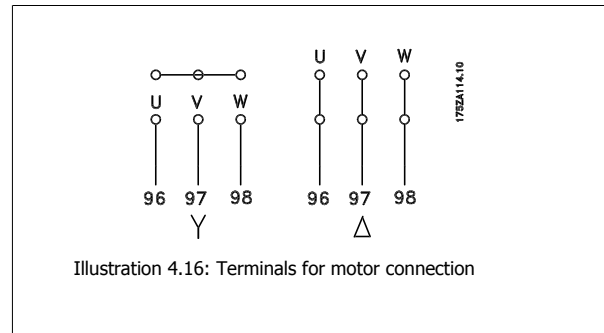 U V W
U V W
96 97 98
96 97 98
Y Δ
175ZA114.10
Illustration 4.16: Terminals for motor connection